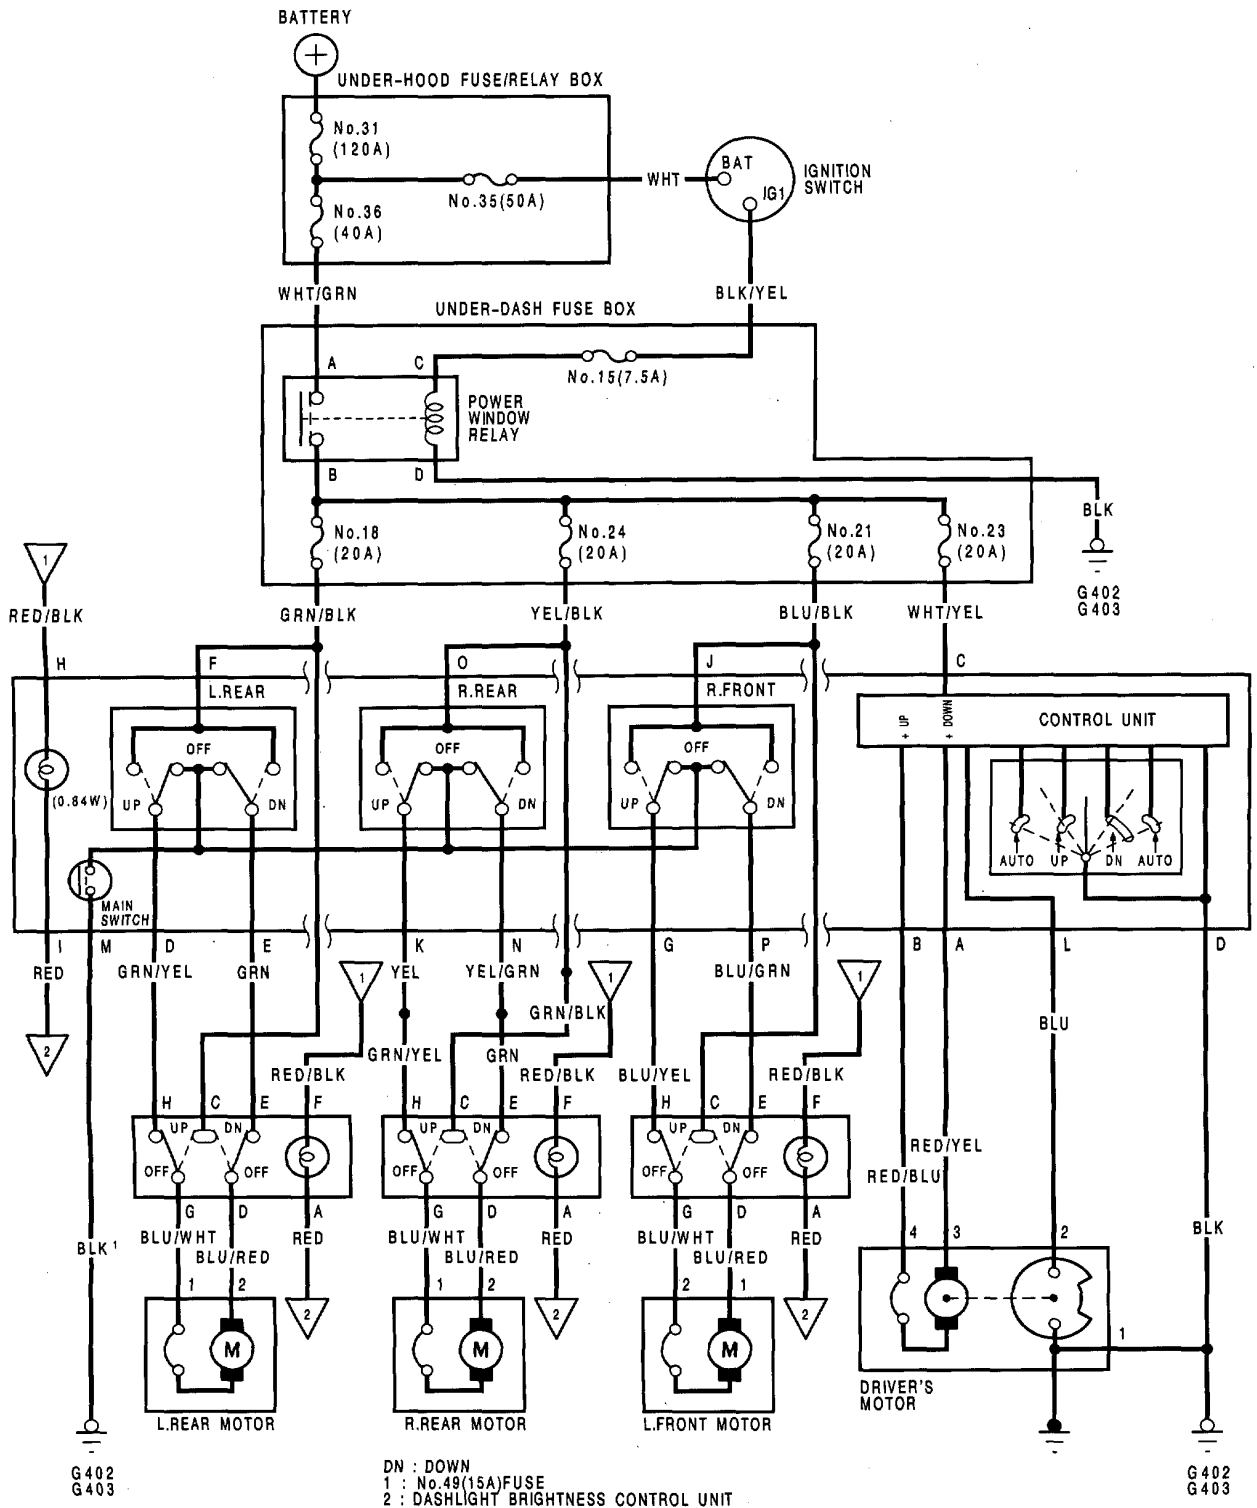 BATTERY
+
UNDER-HOOD FUSE/RELAY BOX
No.31
(120A)
BAT
IGNITION
SWITCH
WHT
IG1
No.35(50A)
No.36
(40A)
WHT/GRN
BLK/YEL
UNDER-DASH FUSE BOX
A
C
No.15(7.5A)
POWER
WINDOW
RELAY
B
D
BLK
No.18
(20A)
No.24
(20A)
No.21
(20A)
No.23
(20A)
1
G402
G403
RED/BLK
GRN/BLK
YEL/BLK
BLU/BLK
WHT/YEL
H
F
O
J
C
L.REAR
R.REAR
R.FRONT
+ UP
+ DOWN
CONTROL UNIT
OFF
OFF
OFF
(0.84W)
UP
DN
UP
DN
UP
DN
AUTO
UP
DN
AUTO
MAIN
SWITCH
I
M
D
E
K
N
G
P
B
A
L
D
RED
GRN/YEL
GRN
1
YEL
YEL/GRN
1
BLU/GRN
1
2
GRN/BLK
BLU
GRN/YEL
GRN
RED/BLK
RED/BLK
BLU/YEL
RED/BLK
H
C
E
F
H
C
E
F
H
C
E
F
UP
DN
UP
DN
UP
DN
OFF
OFF
OFF
OFF
OFF
OFF
RED/YEL
RED/BLU
G
D
A
G
D
A
G
D
A
BLU/WHT
BLU/RED
RED
BLU/WHT
BLU/RED
RED
BLU/WHT
BLU/RED
RED
BLK 1
4
3
2
BLK
1
2
1
2
2
1
2
2
2
M
M
M
1
L.REAR MOTOR
R.REAR MOTOR
L.FRONT MOTOR
DRIVER'S
MOTOR
G402
G403
G402
G403
DN : DOWN
1 : No.49(15A)FUSE
2 : DASHLIGHT BRIGHTNESS CONTROL UNIT